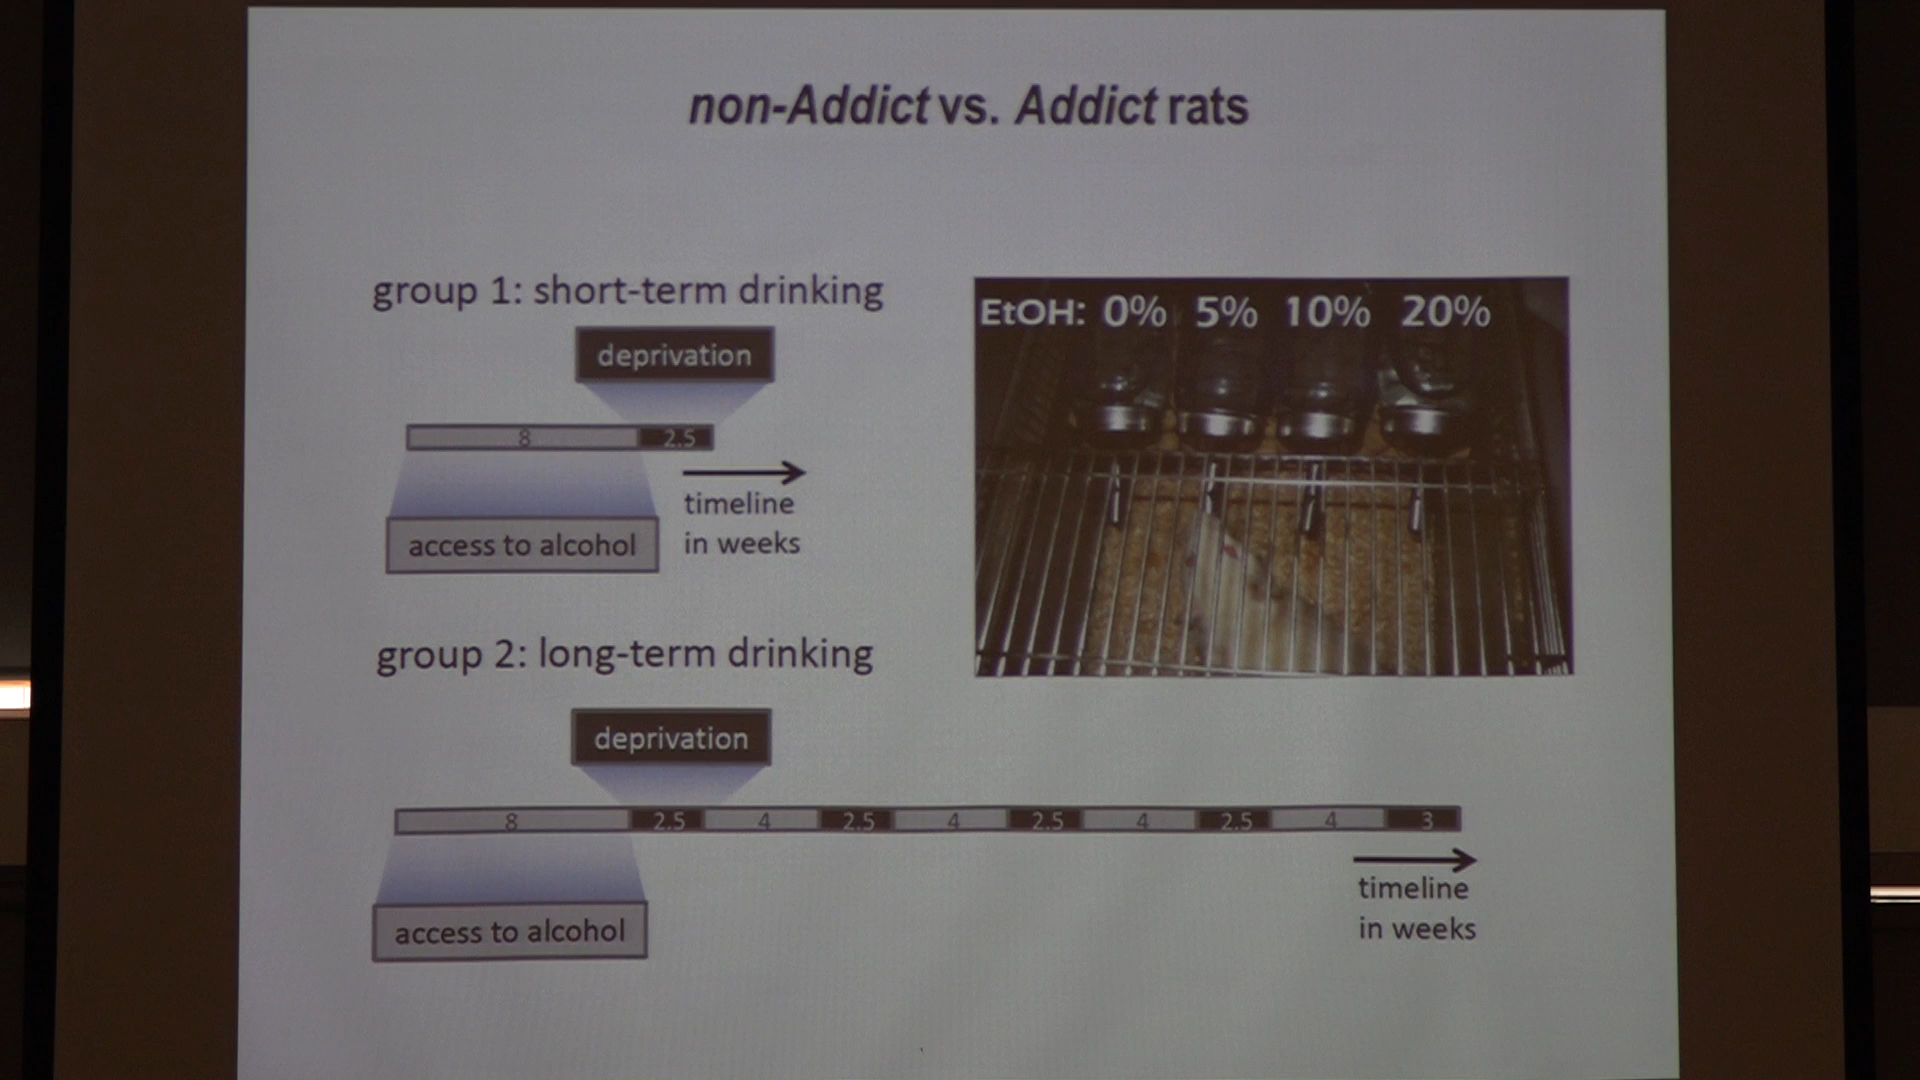 non-Addict vs. Addict rats
group 1: short-term drinking
deprivation
8 2.5
timeline
in weeks
access to alcohol
EtOH: 0% 5% 10% 20%
group 2: long-term drinking
deprivation
8 2.5 4 2.5 4 2.5 4 2.5 4 3
timeline
in weeks
access to alcohol